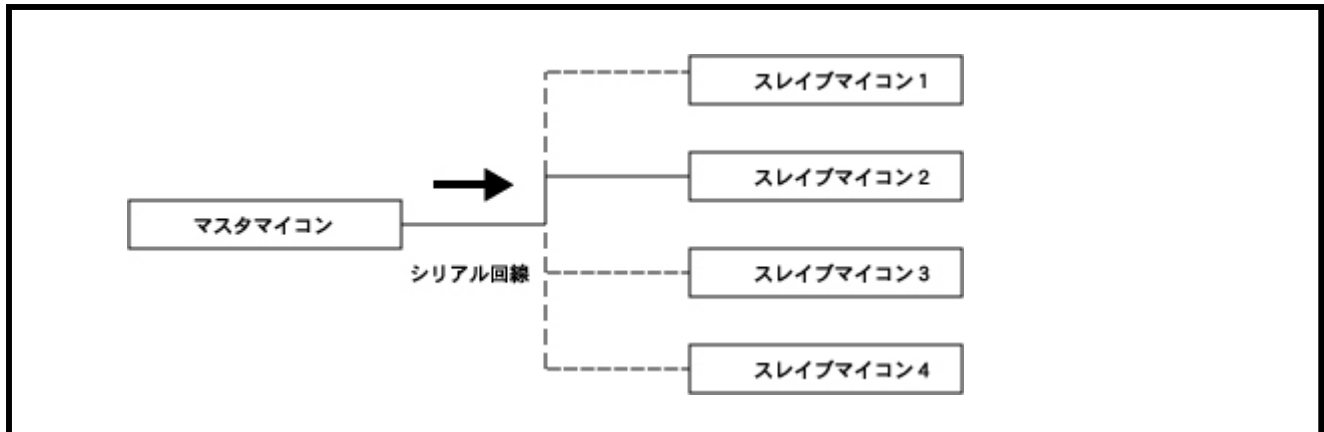 スレイブマイコン1
スレイブマイコン2
マスタマイコン
シリアル回線
スレイブマイコン3
スレイブマイコン4